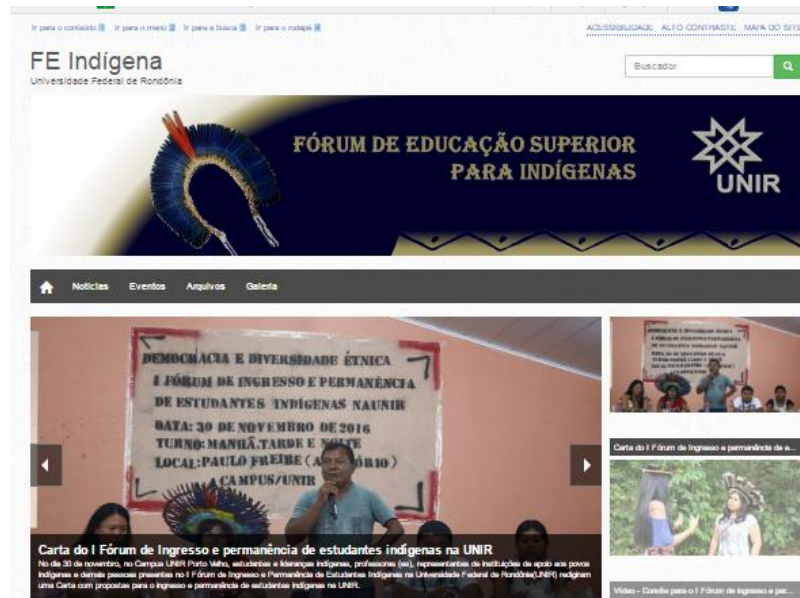 Ir para o conteúdo 1 Ir para o menu 2 Ir para a busca 3 Ir para o rodapé 4
ACESSIBILIDADE ALTO CONTRASTE MAPA DO SITE
FE Indígena
Universidade Federal de Rondônia
Buscador
FÓRUM DE EDUCAÇÃO SUPERIOR
PARA INDÍGENAS
UNIR
Notícias Eventos Arquivos Galeria
DEMOCRACIA E DIVERSIDADE ÉTNICA
I FÓRUM DE INGRESSO E PERMANÊNCIA
DE ESTUDANTES INDÍGENAS NAUNIR
DATA: 30 DE NOVEMBRO DE 2016
TURNO: MANHÃ, TARDE E NOITE
LOCAL: PAULO FREIRE (
CAMPUS/UNIR
Carta do I Fórum de Ingresso e permanência de estudantes indígenas na UNIR
No dia 30 de novembro, no Campus UNIR Porto Velho, estudantes e lideranças indígenas, professoras (es), representantes de instituições de apoio aos povos
indígenas e demais pessoas presentes no I Fórum de Ingresso e Permanência de Estudantes Indígenas na Universidade Federal de Rondônia(UNIR) redigiram
uma Carta com propostas para o ingresso e permanência de estudantes indígenas na UNIR.
Carta do I Fórum de Ingresso e permanência de e...
Vídeo - Convite para o I Fórum de Ingresso e per...